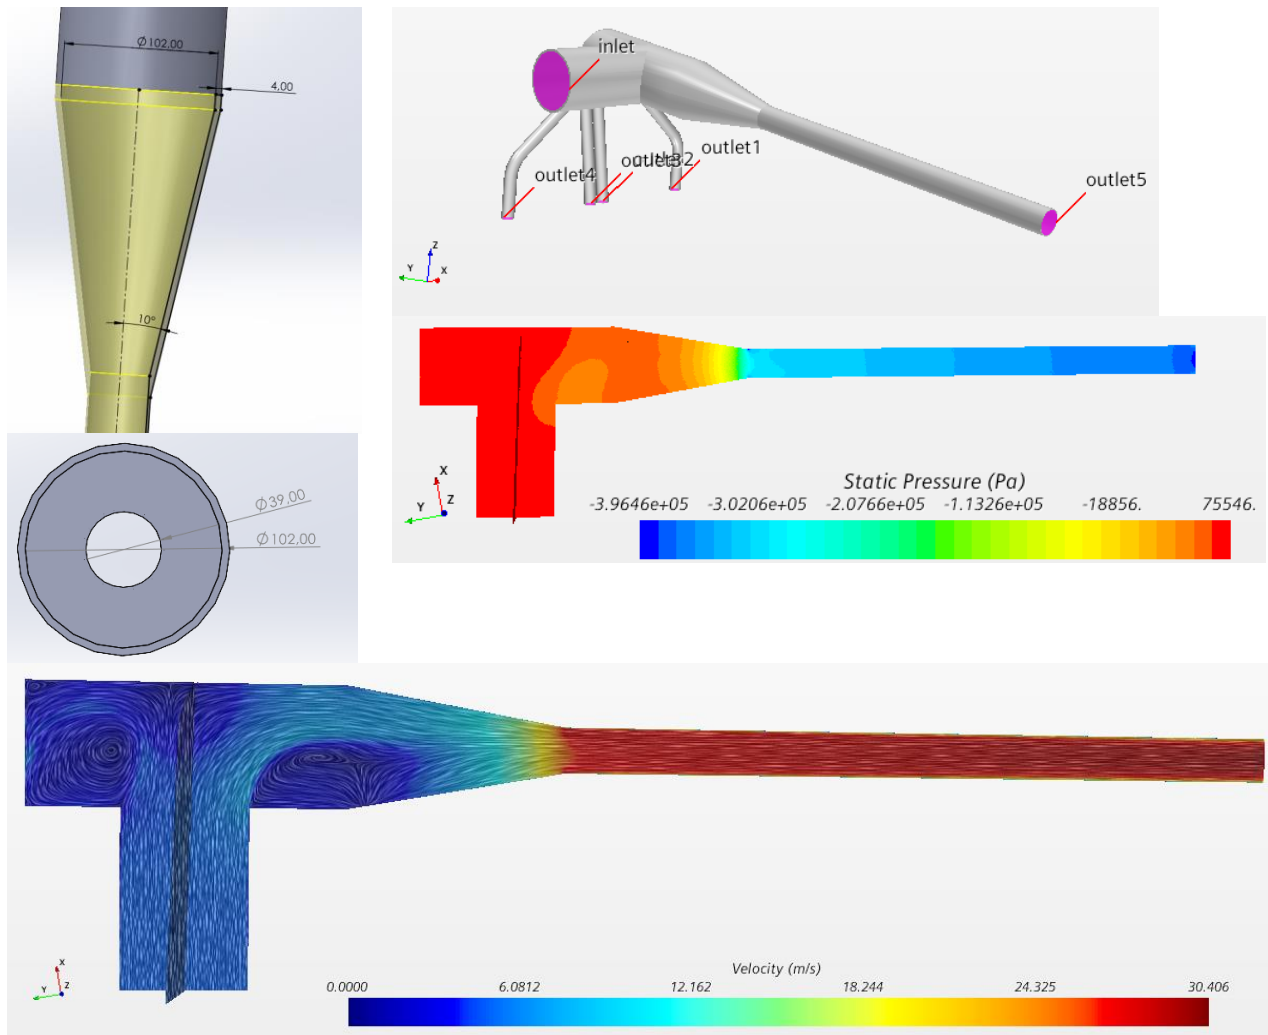 Ø102,00
4,00
10°
inlet
outlet1
outlet4
outlet5
Z
Y
X
Ø39,00
Ø102,00
X
Y
Z
Static Pressure (Pa)
-3.9646e+05 -3.0206e+05 -2.0766e+05 -1.1326e+05 -18856. 75546.
X
Y
Z
Velocity (m/s)
0.0000 6.0812 12.162 18.244 24.325 30.406